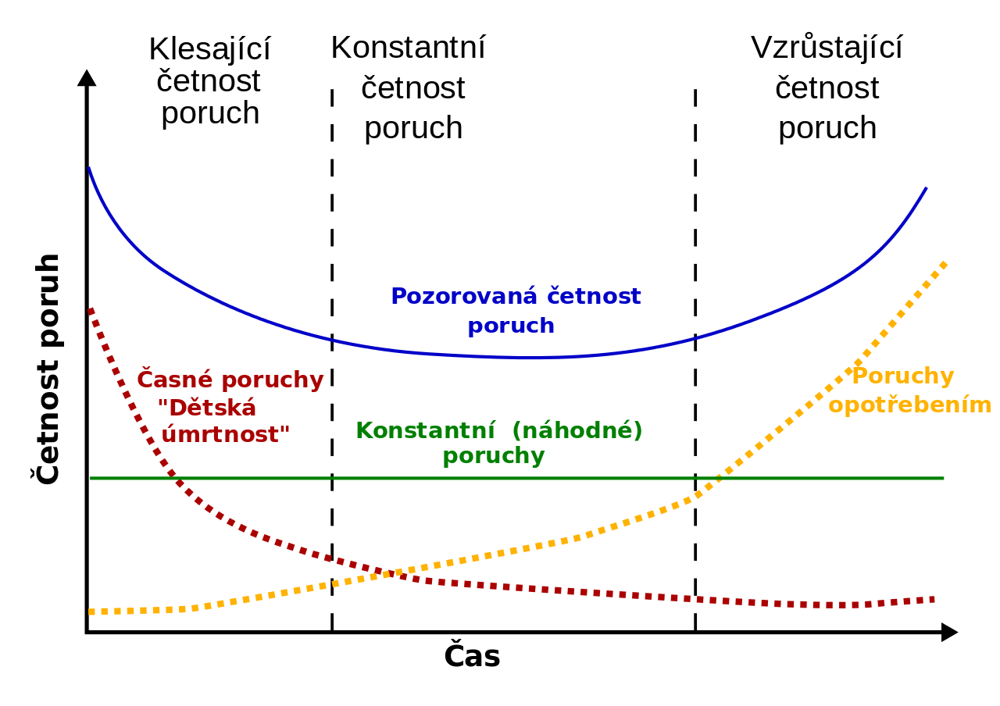 Klesající
četnost
poruch
Konstantní
četnost
poruch
Vzrůstající
četnost
poruch
Četnost poruh
Pozorovaná četnost
poruch
Časné poruchy
"Dětská
úmrtnost"
Konstantní (náhodné)
poruchy
Poruchy
opotřebením
Čas